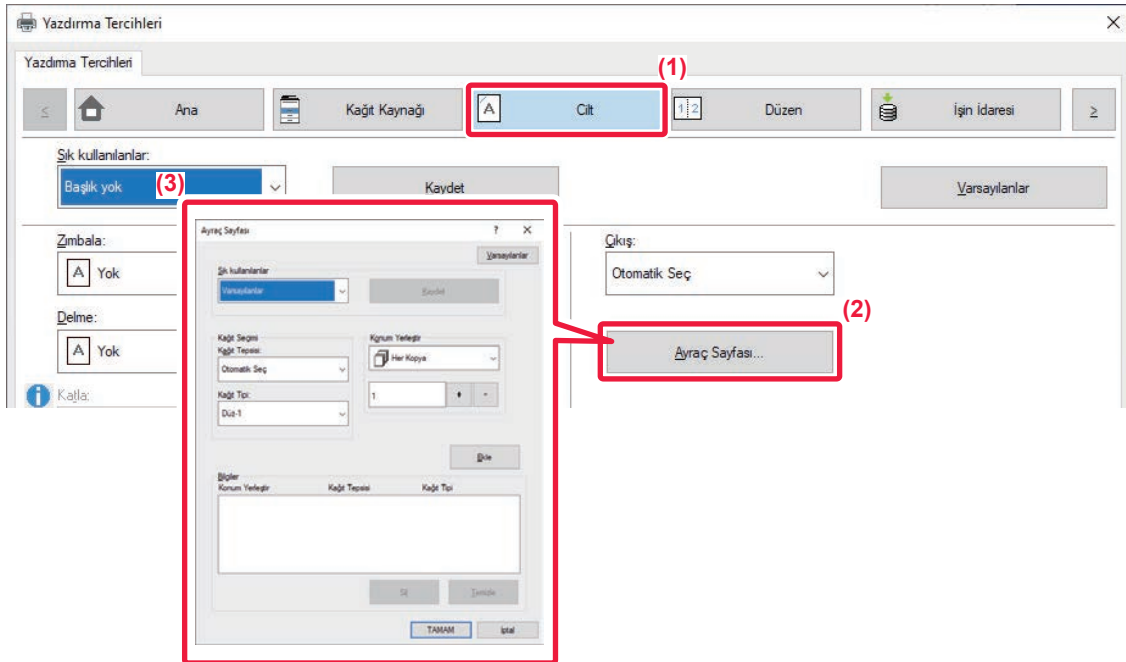 Yazdırma Tercihleri
Yazdırma Tercihleri
(1)
≤ Ana Kağıt Kaynağı A Cilt 1 2 Düzen İşin İdaresi ≥
Sık kullanılanlar:
Başlık yok (3) Kaydet Varsayılanlar
Zımbala:
A Yok
Delme:
A Yok
Katla:
Çıkış:
Otomatik Seç
(2)
Ayraç Sayfası...
Ayraç Sayfası ?
Varsayılanlar
Sık kullanılanlar
Varsayılanlar Kaydet
Kağıt Seçimi
Kağıt Tepsisi:
Otomatik Seç
Kağıt Tipi:
Düz-1
Konum Yerleştir
Her Kopya
1 + -
Ekle
Bilgiler
Konum Yerleştir Kağıt Tepsisi Kağıt Tipi
Sil Temizle
TAMAM İptal